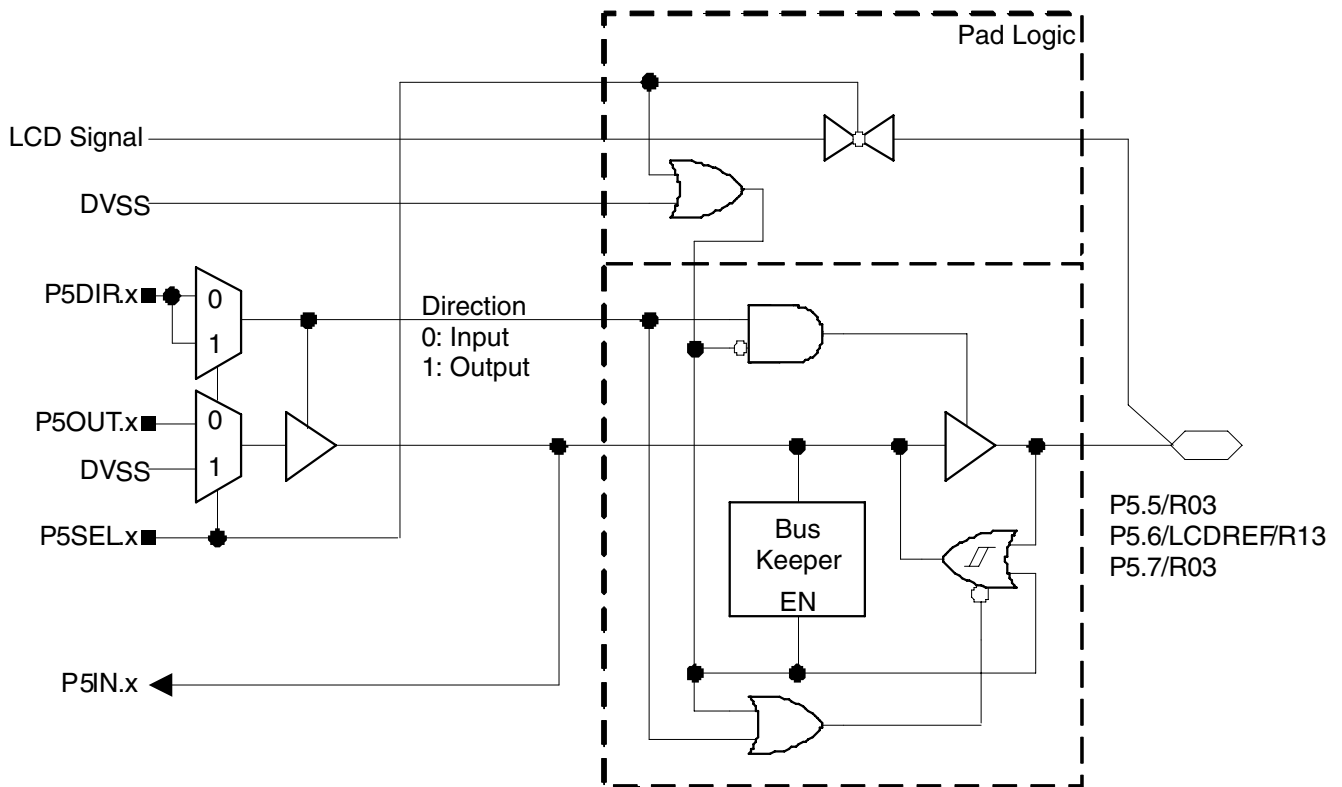 Pad Logic
LCD Signal
DVSS
P5DIR.x
0
1
Direction
0: Input
1: Output
P5OUT.x
0
DVSS
1
P5SEL.x
Bus
Keeper
EN
P5.5/R03
P5.6/LCDREF/R13
P5.7/R03
P5IN.x